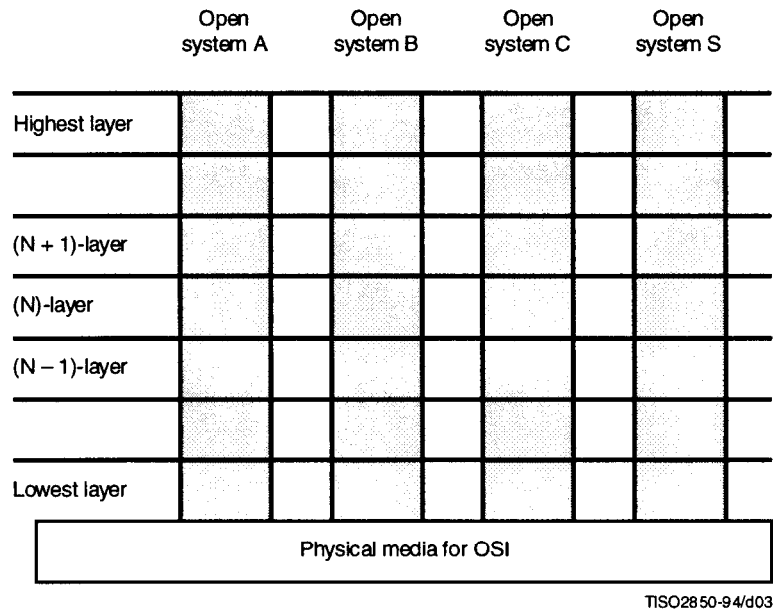 Open
system A
Open
system B
Open
system C
Open
system S
Highest layer
(N + 1)-layer
(N)-layer
(N – 1)-layer
Lowest layer
Physical media for OSI
TISO2850-94/d03